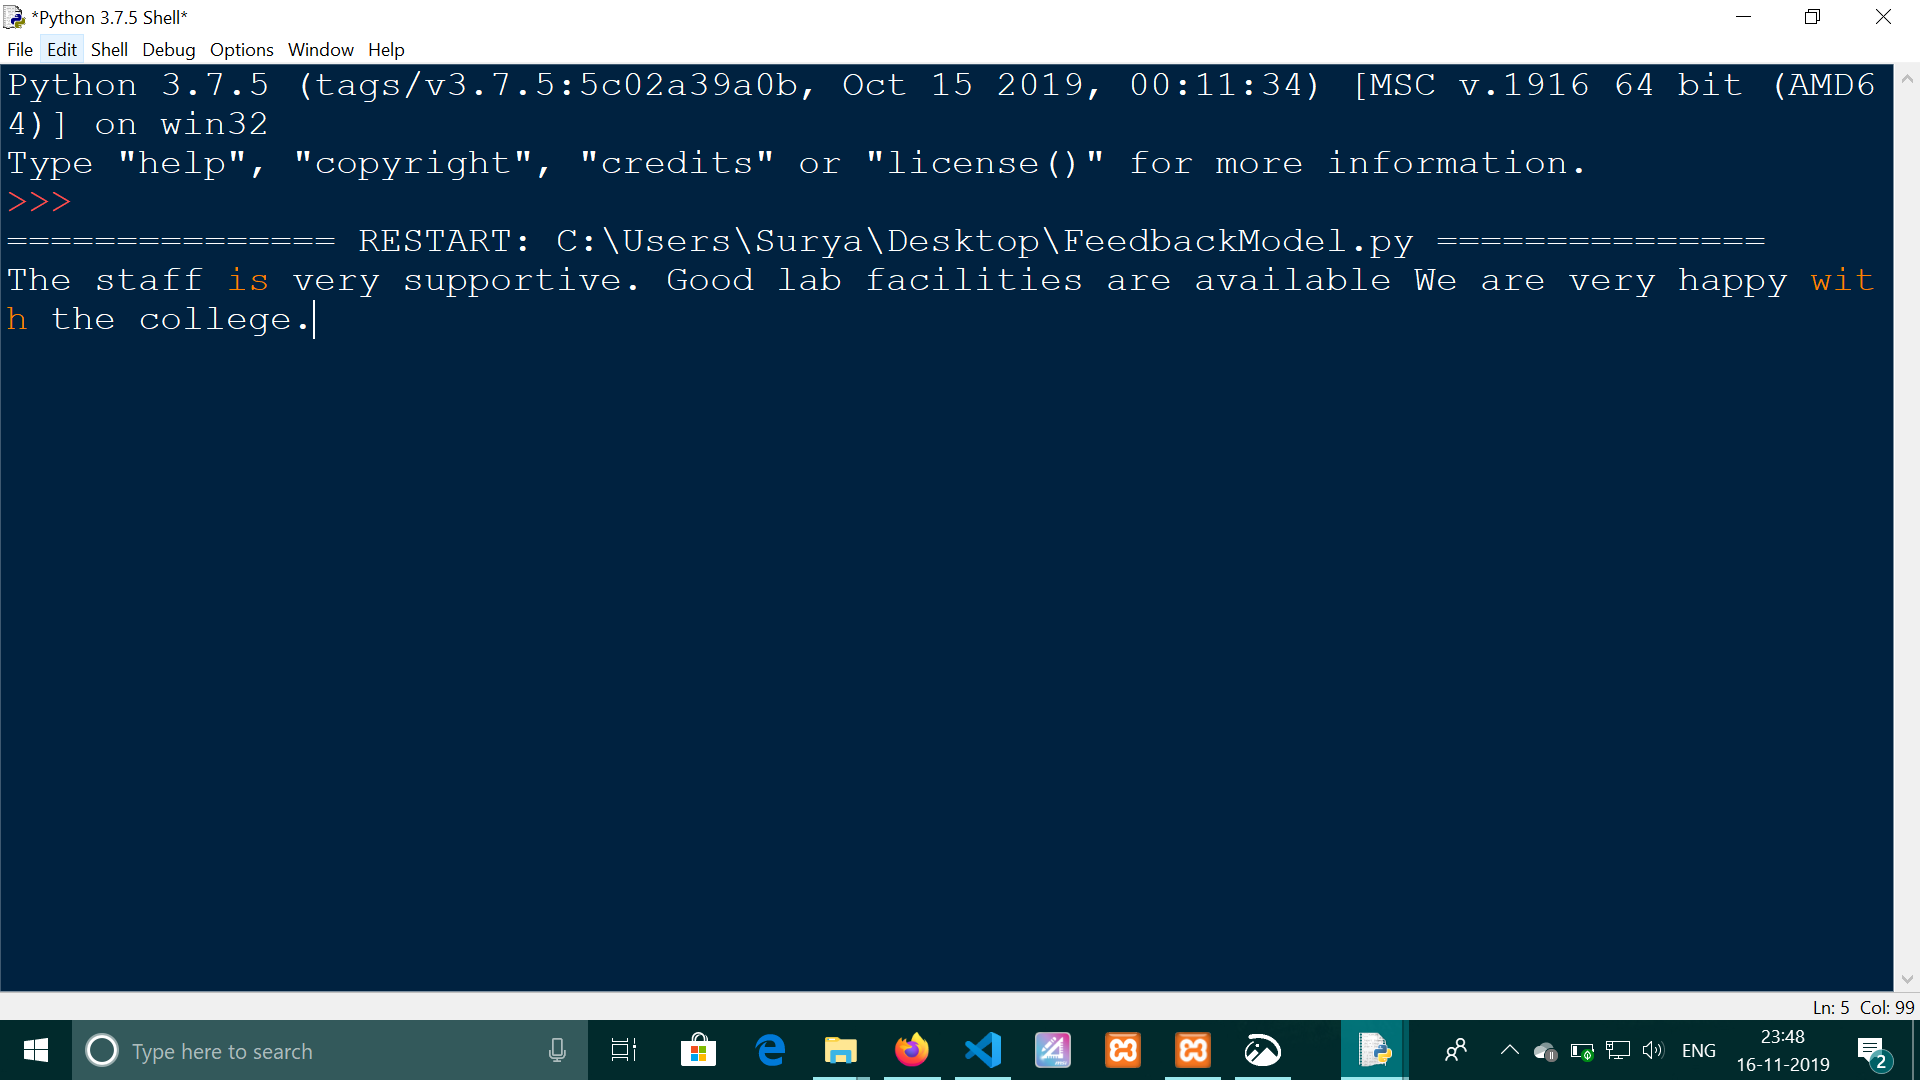 *Python 3.7.5 Shell*
File Edit Shell Debug Options Window Help
Python 3.7.5 (tags/v3.7.5:5c02a39a0b, Oct 15 2019, 00:11:34) [MSC v.1916 64 bit (AMD6
4)] on win32
Type "help", "copyright", "credits" or "license()" for more information.
>>>
=============== RESTART: C:\Users\Surya\Desktop\FeedbackModel.py ===============
The staff is very supportive. Good lab facilities are available We are very happy wit
h the college.
Ln: 5 Col: 99
Type here to search
ENG
23:48
16-11-2019
2